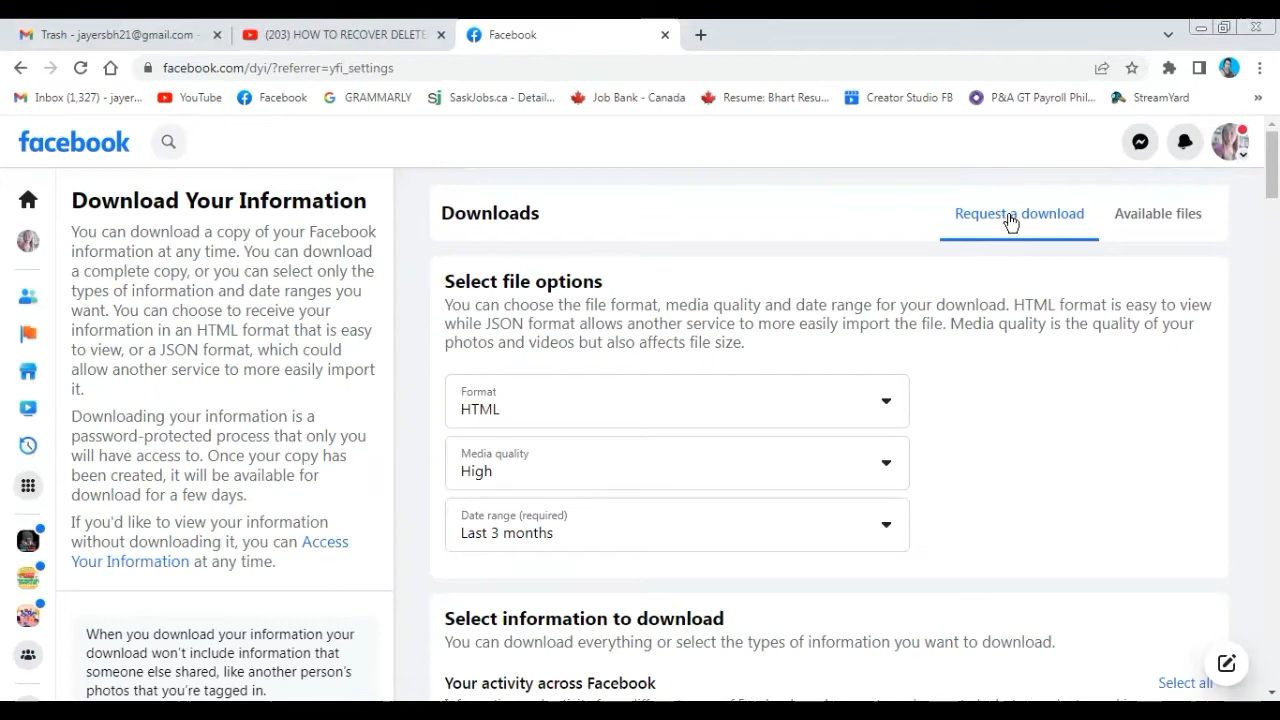 Trash - jayersbh21@gmail.com -
(203) HOW TO RECOVER DELETE
Facebook
facebook.com/dyi/?referrer=yfi_settings
Inbox (1,327) - jayer...
YouTube
Facebook
GRAMMARLY
SaskJobs.ca - Detail...
Job Bank - Canada
Resume: Bhart Resu...
Creator Studio FB
P&A GT Payroll Phil...
StreamYard
facebook
Download Your Information
You can download a copy of your Facebook
information at any time. You can download
a complete copy, or you can select only the
types of information and date ranges you
want. You can choose to receive your
information in an HTML format that is easy
to view, or a JSON format, which could
allow another service to more easily import
it.
Downloading your information is a
password-protected process that only you
will have access to. Once your copy has
been created, it will be available for
download for a few days.
If you'd like to view your information
without downloading it, you can Access
Your Information at any time.
When you download your information your
download won't include information that
someone else shared, like another person's
photos that you're tagged in.
Downloads
Request a download
Available files
Select file options
You can choose the file format, media quality and date range for your download. HTML format is easy to view
while JSON format allows another service to more easily import the file. Media quality is the quality of your
photos and videos but also affects file size.
Format
HTML
Media quality
High
Date range (required)
Last 3 months
Select information to download
You can download everything or select the types of information you want to download.
Your activity across Facebook
Select all